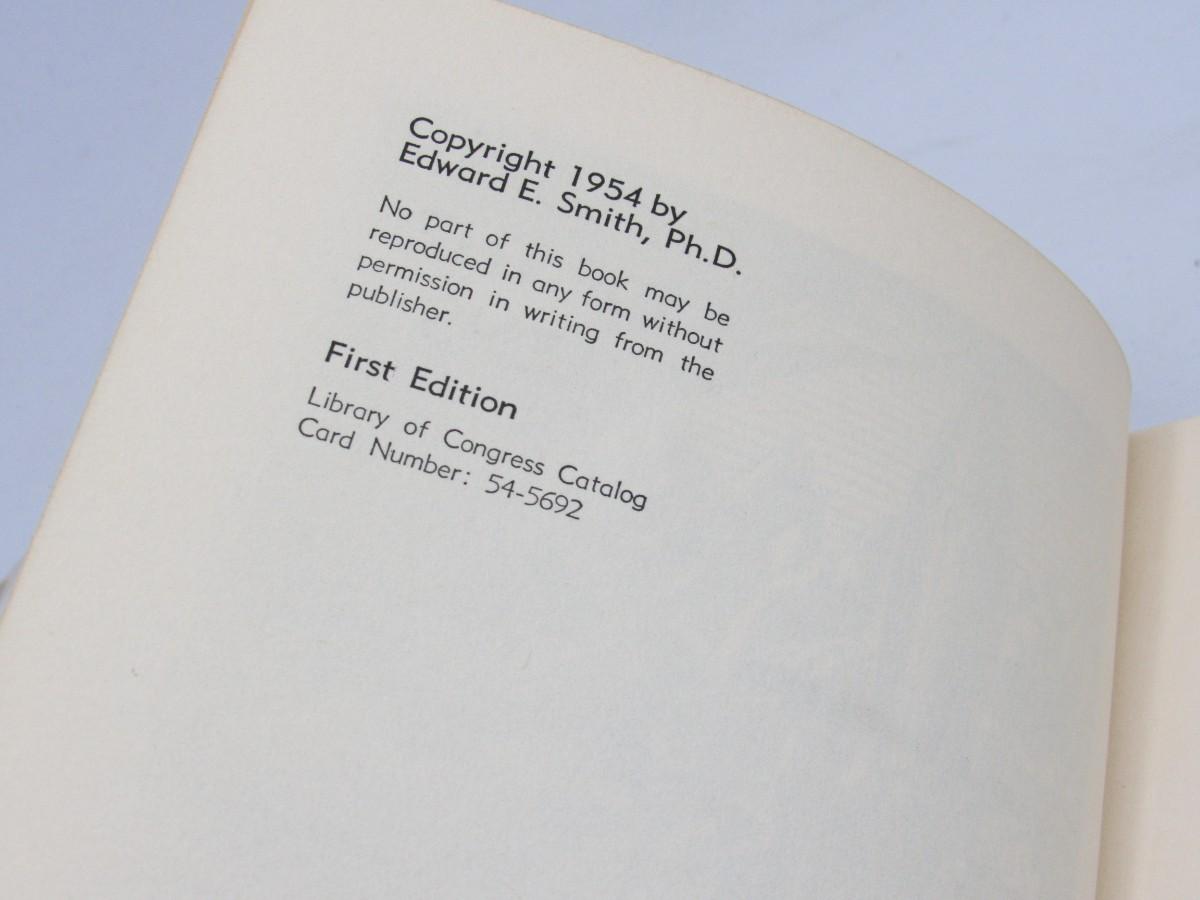 Copyright 1954 by
Edward E. Smith, Ph.D.
No part of this book may be
reproduced in any form without
permission in writing from the
publisher.
First Edition
Library of Congress Catalog
Card Number: 54-5692